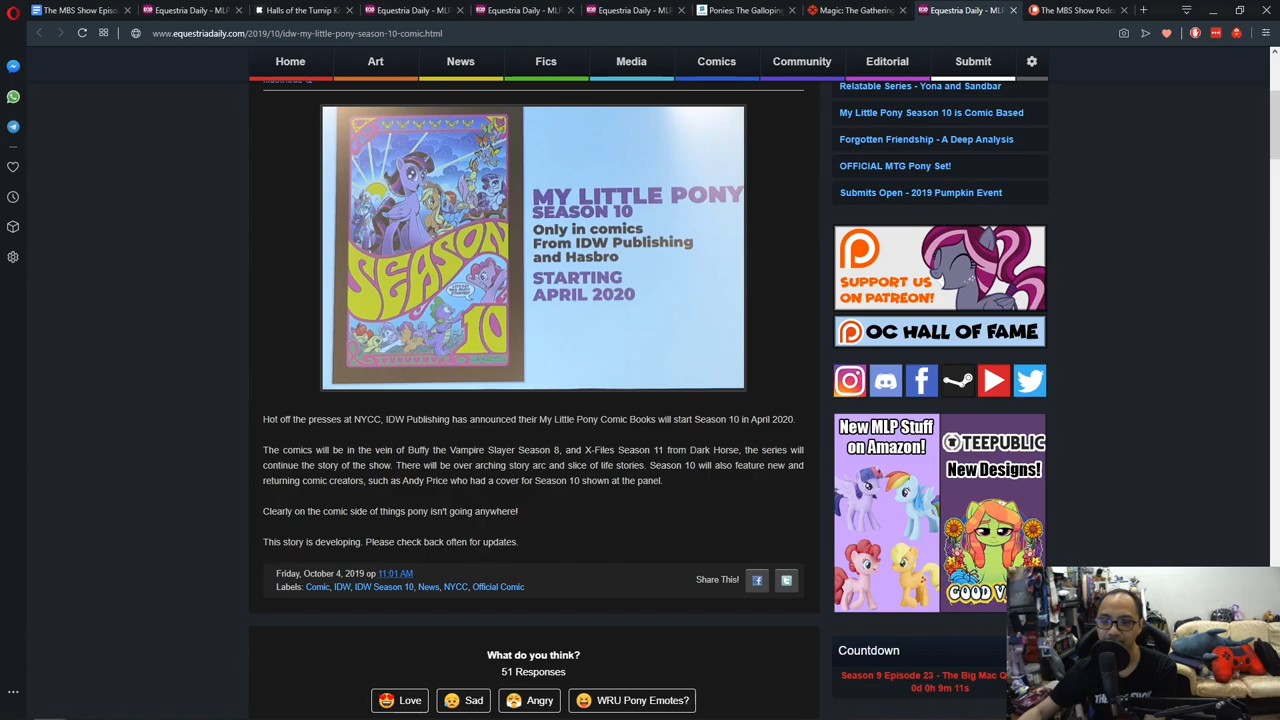 The MBS Show Episod
Equestria Daily - MLP
Halls of the Turnip K
Equestria Daily - MLP
Equestria Daily - MLP
Equestria Daily - MLP
Ponies The Galloping
Magic: The Gathering
Equestria Daily - MLP
The MBS Show Podca
www.equestriadaily.com/2019/10/idw-my-little-pony-season-10-comic.html
Home
Art
News
Fics
Media
Comics
Community
Editorial
Submit
SEASON
10
MY LITTLE PONY
SEASON 10
Only in comics
From IDW Publishing
and Hasbro
STARTING
APRIL 2020
Hot off the presses at NYCC, IDW Publishing has announced their My Little Pony Comic Books will start Season 10 in April 2020.
The comics will be in the vein of Buffy the Vampire Slayer Season 8, and X-Files Season 11 from Dark Horse, the series will
continue the story of the show. There will be over arching story arc and slice of life stories. Season 10 will also feature new and
returning comic creators, such as Andy Price who had a cover for Season 10 shown at the panel.
Clearly on the comic side of things pony isn't going anywhere!
This story is developing. Please check back often for updates.
Friday, October 4, 2019 op 11:01 AM
Labels: Comic, IDW, IDW Season 10, News, NYCC, Official Comic
Share This!
What do you think?
51 Responses
Love
Sad
Angry
WRU Pony Emotes?
Relatable Series - Yona and Sandbar
My Little Pony Season 10 is Comic Based
Forgotten Friendship - A Deep Analysis
OFFICIAL MTG Pony Set!
Submits Open - 2019 Pumpkin Event
SUPPORT US
ON PATREON!
OC HALL OF FAME
New MLP Stuff
on Amazon!
TEEPUBLIC
New Designs!
GOOD V
Countdown
Season 9 Episode 23 - The Big Mac Q
0d 0h 9m 11s